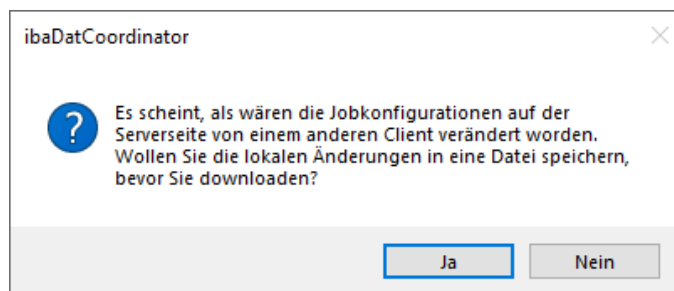 ibaDatCoordinator
Es scheint, als wären die Jobkonfigurationen auf der
Serverseite von einem anderen Client verändert worden.
Wollen Sie die lokalen Änderungen in eine Datei speichern,
bevor Sie downloaden?
Ja
Nein